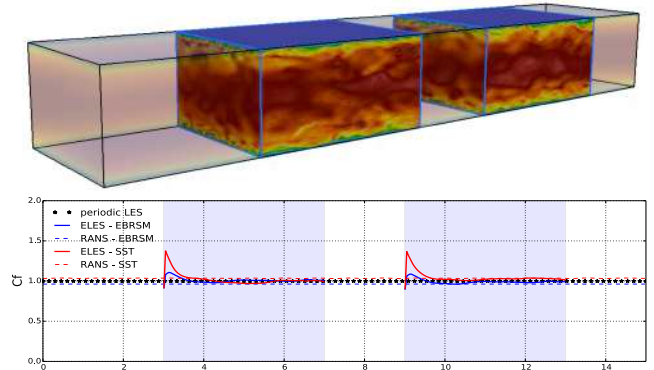 2.0
periodic LES
ELES - EBRSM
RANS - EBRSM
ELES - SST
RANS - SST
1.5
1.0
0.5
0.0
Cf
0 2 4 6 8 10 12 14